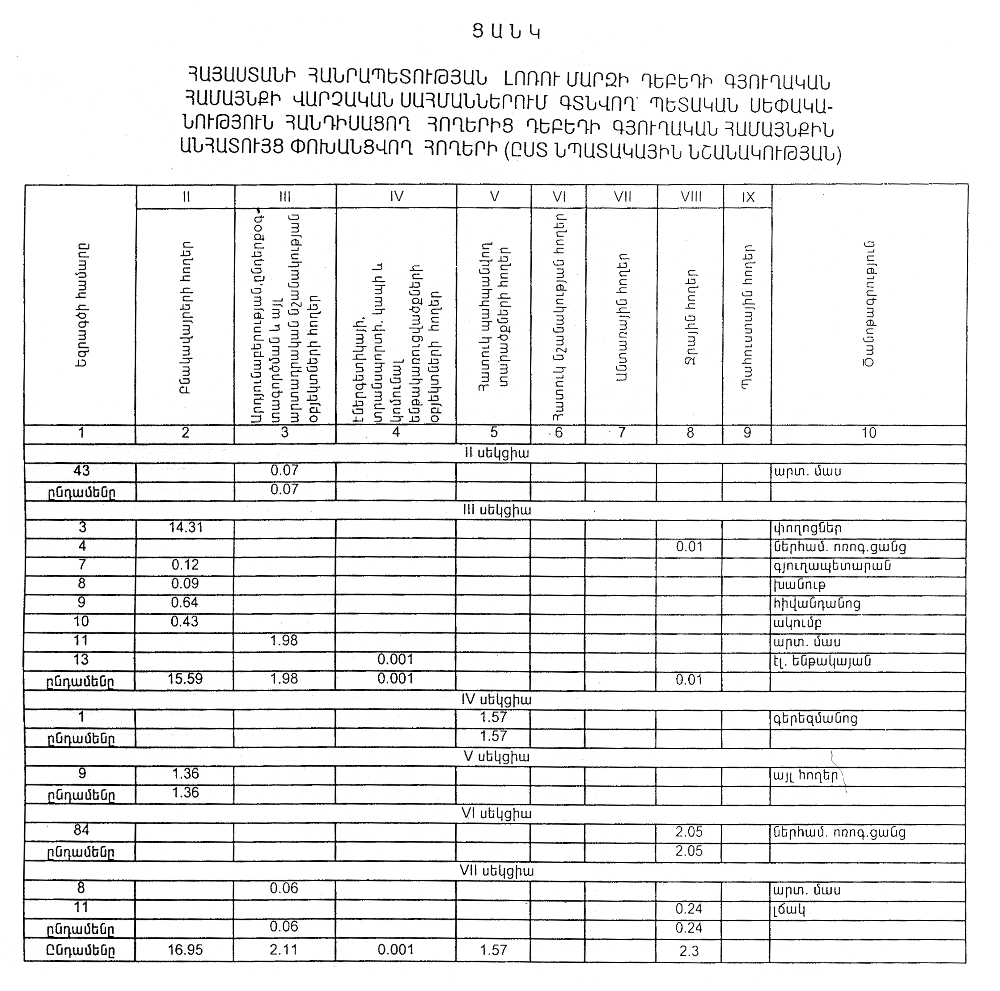 ՑԱՆԿ
ՀԱՅԱՍՏԱՆԻ ՀԱՆՐԱՊԵՏՈՒԹՅԱՆ ԼՈՌՈՒ ՄԱՐԶԻ ԴԵԲԵԴԻ ԳՅՈՒՂԱԿԱՆ
ՀԱՄԱՅՆՔԻ ՎԱՐՉԱԿԱՆ ՍԱՀՄԱՆՆԵՐՈՒՄ ԳՏՆՎՈՂ՝ ՊԵՏԱԿԱՆ ՍԵՓԱԿԱ-
ՆՈՒԹՅՈՒՆ ՀԱՆԴԻՍԱՑՈՂ ՀՈՂԵՐԻՑ ԴԵԲԵԴԻ ԳՅՈՒՂԱԿԱՆ ՀԱՄԱՅՆՔԻՆ
ԱՆՀԱՏՈՒՅՑ ՓՈԽԱՆՑՎՈՂ ՀՈՂԵՐԻ (ԸՍՏ ՆՊԱՏԱԿԱՅԻՆ ՆՇԱՆԱԿՈՒԹՅԱՆ)
II III IV V VI VII VIII IX
Եզրագծի համարը
Բնակավայրերի հողեր
Արդյունաբերության,ընդերքօգ-
տագործման և այլ
արտադրական նշանակության
օբյեկտների հողեր
Էներգետիկայի,
տրանսպորտի, կապի և
կոմունալ
ենթակառուցվածքների
օբյեկտների հողեր
Հատուկ պահպանվող
տարածքների հողեր
Հատուկ նշանակության հողեր
Անտառային հողեր
Ջրային հողեր
Պահուստային հողեր
Ծանոթություն
1 2 3 4 5 6 7 8 9 10
II սեկցիա
43 0.07 արտ. մաս
ընդամենը 0.07
III սեկցիա
3 14.31 փողոցներ
4 0.01 ներհամ. ոռոգ.ցանց
7 0.12 գյուղապետարան
8 0.09 խանութ
9 0.64 հիվանդանոց
10 0.43 ակումբ
11 1.98 արտ. մաս
13 0.001 էլ. ենթակայան
ընդամենը 15.59 1.98 0.001 0.01
IV սեկցիա
1 1.57 գերեզմանոց
ընդամենը 1.57
V սեկցիա
9 1.36 այլ հողեր
ընդամենը 1.36
VI սեկցիա
84 2.05 ներհամ. ոռոգ.ցանց
ընդամենը 2.05
VII սեկցիա
8 0.06 արտ. մաս
11 0.24 լճակ
ընդամենը 0.06 0.24
Ընդամենը 16.95 2.11 0.001 1.57 2.3